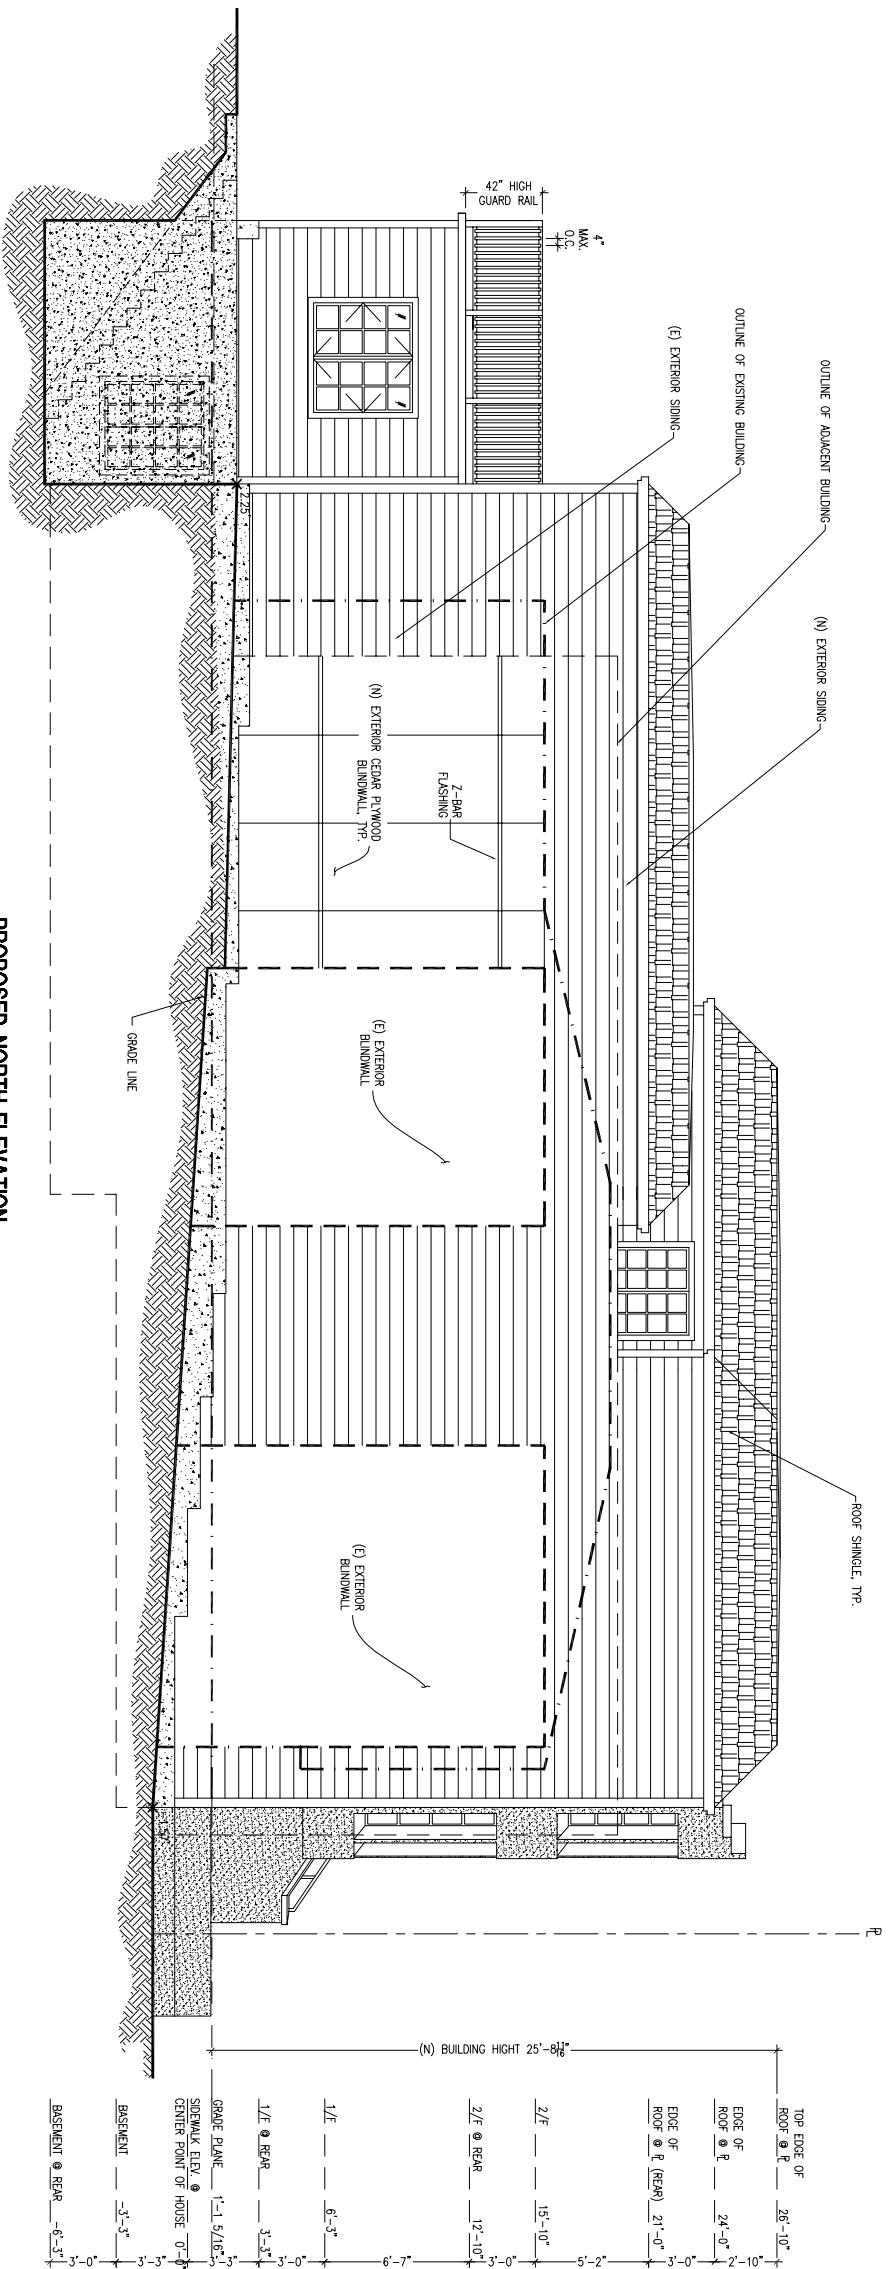 42" HIGH
GUARD RAIL
4"
MAX.
O.C.
OUTLINE OF ADJACENT BUILDING
OUTLINE OF EXISTING BUILDING
(E) EXTERIOR SIDING
(N) EXTERIOR SIDING
2.25
(N) EXTERIOR CEDAR PLYWOOD
BLINDWALL, TYP.
Z-BAR
FLASHING
(E) EXTERIOR
BLINDWALL
GRADE LINE
ROOF SHINGLE, TYP.
(E) EXTERIOR
BLINDWALL
1.57
PL
(N) BUILDING HIGHT 25'-8 11/16"
TOP EDGE OF
ROOF @ PL 26'-10"
EDGE OF
ROOF @ PL 24'-0"
EDGE OF
ROOF @ PL (REAR) 21'-0"
2/F 15'-10"
2/F @ REAR 12'-10"
1/F 6'-3"
1/F @ REAR 3'-3"
GRADE PLANE 1'-1 5/16"
SIDEWALK ELEV. @
CENTER POINT OF HOUSE 0'-0"
BASEMENT -3'-3"
BASEMENT @ REAR -6'-3"
2'-10"
3'-0"
5'-2"
3'-0"
6'-7"
3'-0"
3'-3"
3'-3"
3'-0"
PROPOSED NORTH ELEVATION